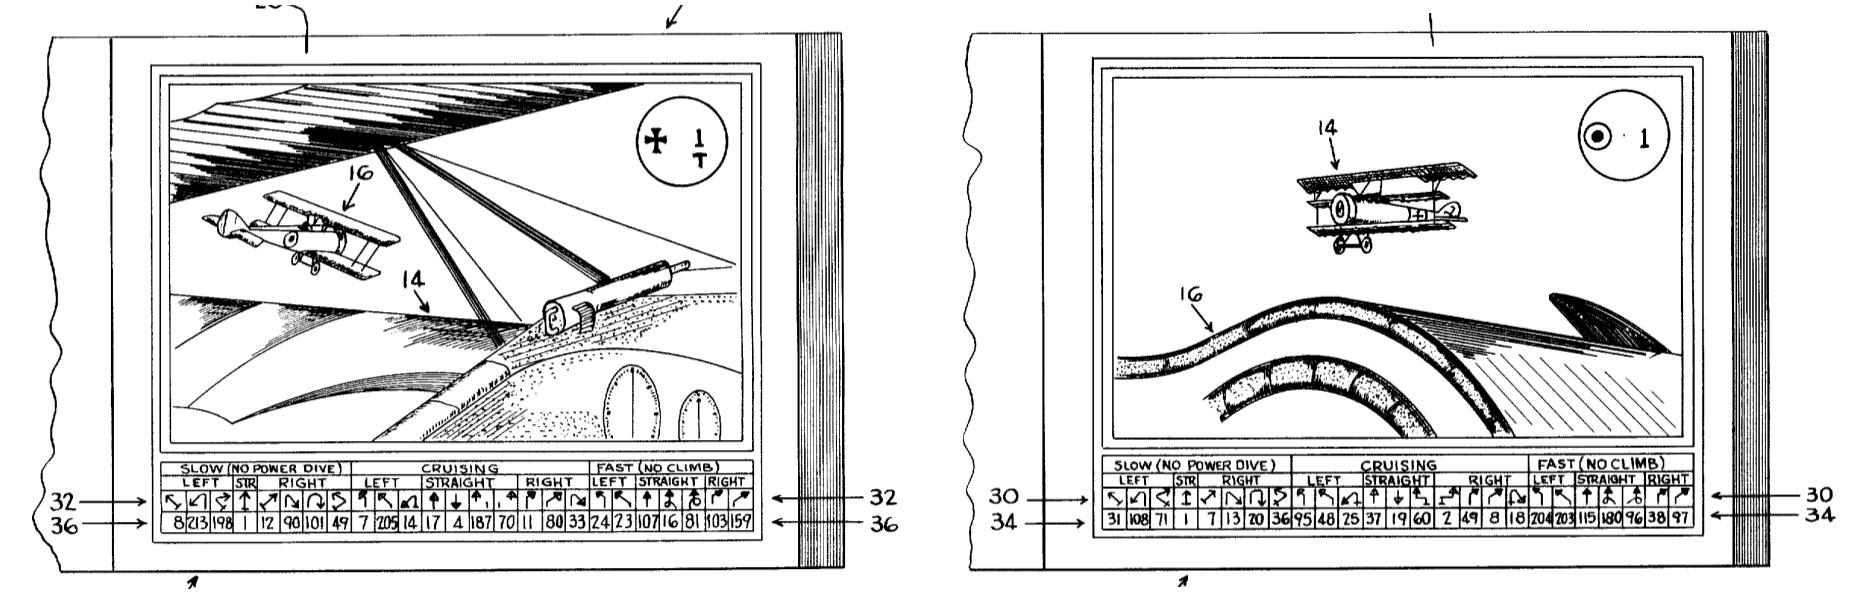 1
T
16
14
SLOW (NO POWER DIVE) CRUISING FAST (NO CLIMB)
LEFT STR RIGHT LEFT STRAIGHT RIGHT LEFT STRAIGHT RIGHT
32 32
36 8 213 198 1 12 90 101 49 7 205 14 17 4 187 70 11 80 33 24 23 107 16 81 103 159 36
1
14
16
SLOW (NO POWER DIVE) CRUISING FAST (NO CLIMB)
LEFT STR RIGHT LEFT STRAIGHT RIGHT LEFT STRAIGHT RIGHT
30 30
34 31 108 71 1 7 13 20 36 95 48 25 37 19 60 2 49 8 18 204 203 115 180 96 38 97 34